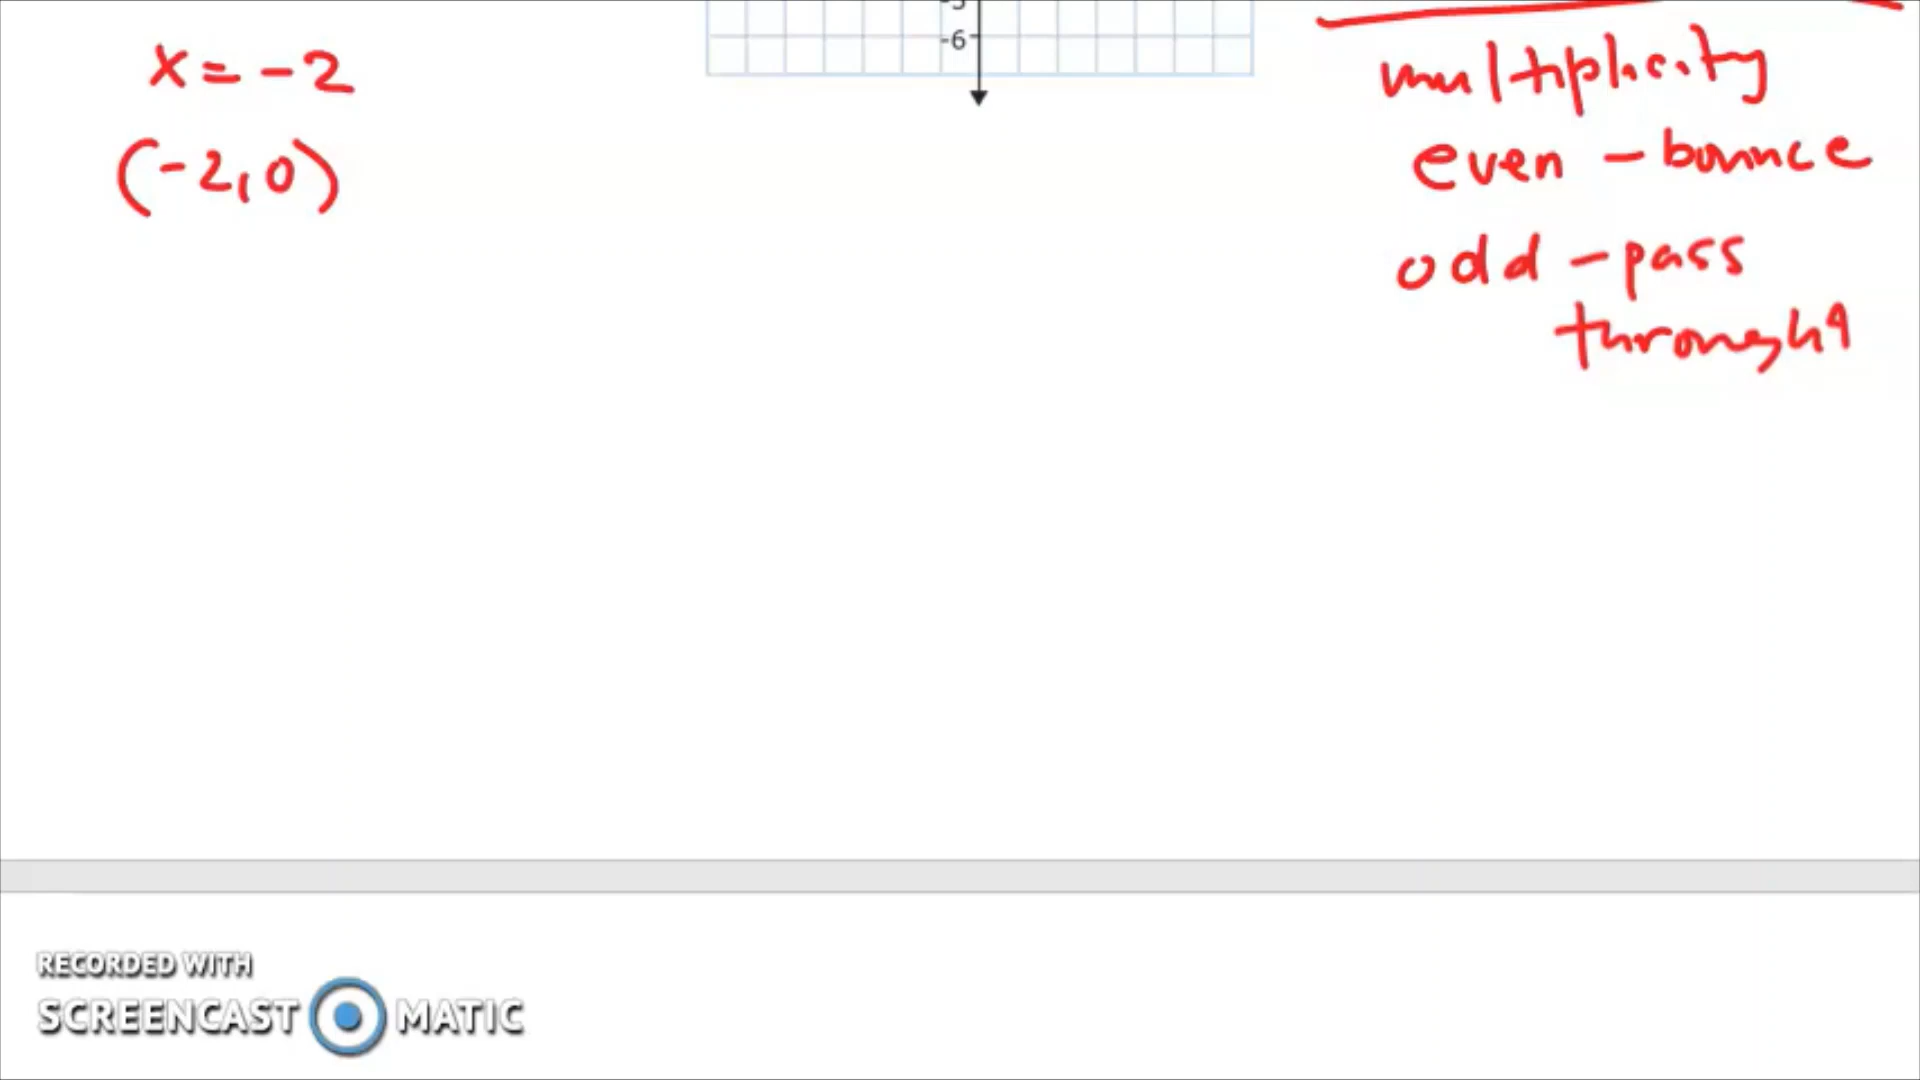 x = -2
(-2,0)
-6
multiplicity
even - bounce
odd - pass
through
RECORDED WITH
SCREENCAST MATIC